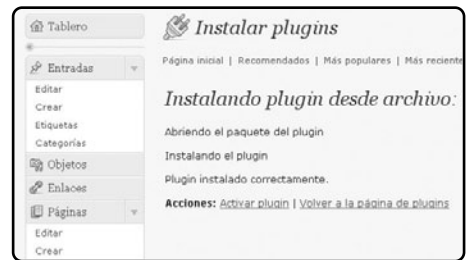 Tablero
Entradas
Editar
Crear
Etiquetas
Categorías
Objetos
Enlaces
Páginas
Editar
Crear
Instalar plugins
Página inicial | Recomendados | Más populares | Más reciente
Instalando plugin desde archivo:
Abriendo el paquete del plugin
Instalando el plugin
Plugin instalado correctamente.
Acciones: Activar plugin | Volver a la página de plugins